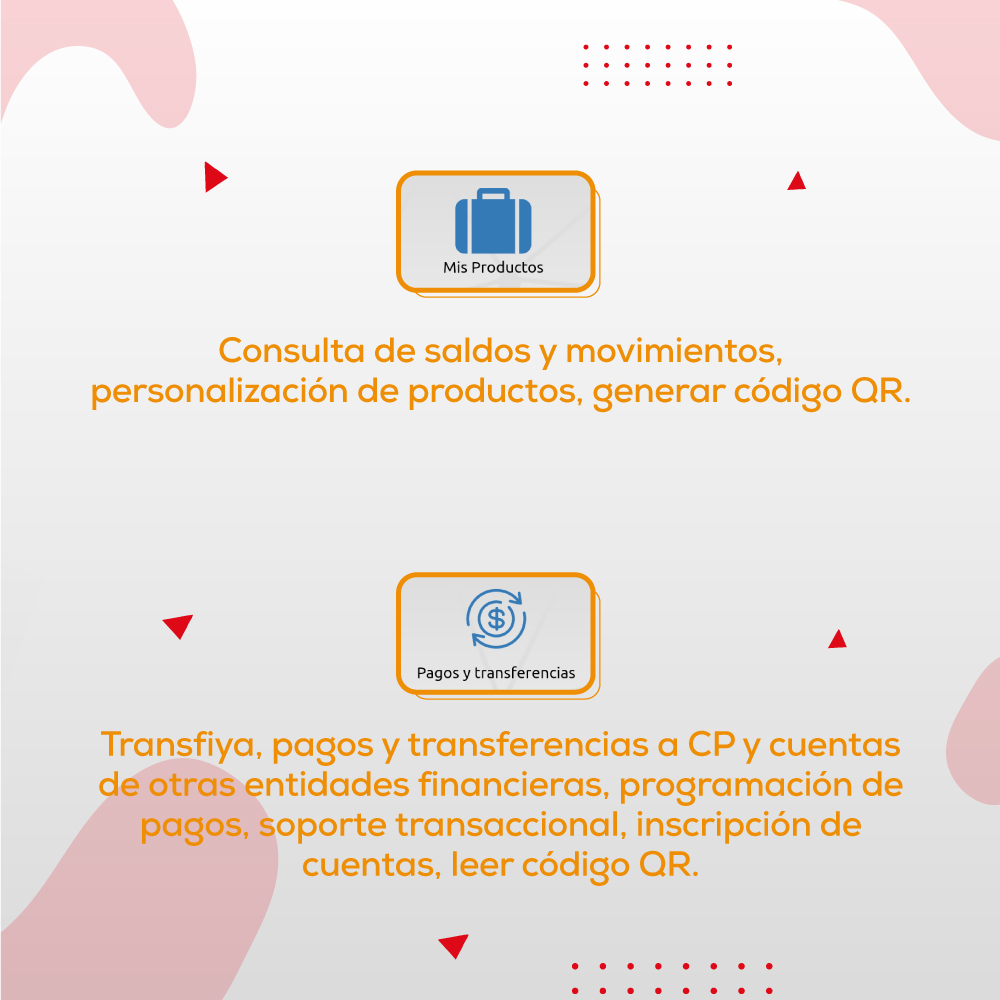 Mis Productos
Consulta de saldos y movimientos,
personalización de productos, generar código QR.
$
Pagos y transferencias
Transfiya, pagos y transferencias a CP y cuentas
de otras entidades financieras, programación de
pagos, soporte transaccional, inscripción de
cuentas, leer código QR.